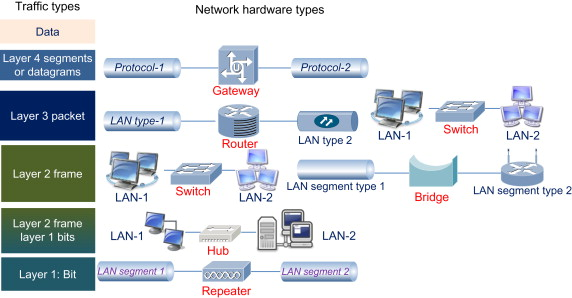 Traffic types
Network hardware types
Data
Layer 4 segments
or datagrams
Protocol-1
Protocol-2
Gateway
Layer 3 packet
LAN type-1
Router
LAN type 2
LAN-1
Switch
LAN-2
Layer 2 frame
LAN-1
Switch
LAN-2
LAN segment type 1
Bridge
LAN segment type 2
Layer 2 frame
layer 1 bits
LAN-1
Hub
LAN-2
Layer 1: Bit
LAN segment 1
Repeater
LAN segment 2